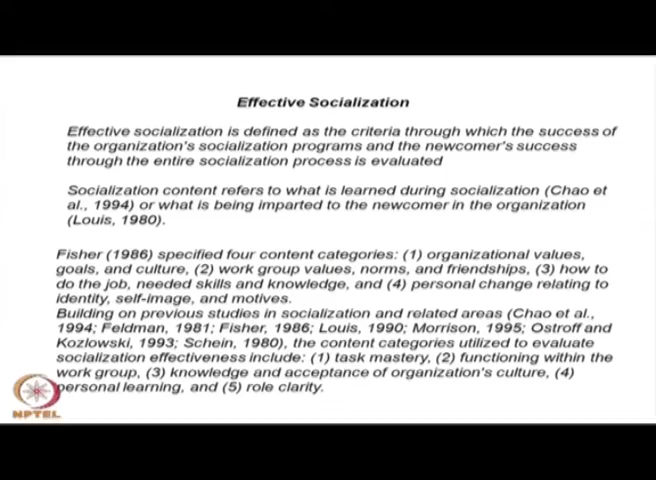 Effective Socialization
Effective socialization is defined as the criteria through which the success of
the organization's socialization programs and the newcomer's success
through the entire socialization process is evaluated
Socialization content refers to what is learned during socialization (Chao et
al., 1994) or what is being imparted to the newcomer in the organization
(Louis, 1980).
Fisher (1986) specified four content categories: (1) organizational values,
goals, and culture, (2) work group values, norms, and friendships, (3) how to
do the job, needed skills and knowledge, and (4) personal change relating to
identity, self-image, and motives.
Building on previous studies in socialization and related areas (Chao et al.,
1994; Feldman, 1981; Fisher, 1986; Louis, 1990; Morrison, 1995; Ostroff and
Kozlowski, 1993; Schein, 1980), the content categories utilized to evaluate
socialization effectiveness include: (1) task mastery, (2) functioning within the
work group, (3) knowledge and acceptance of organization's culture, (4)
personal learning, and (5) role clarity.
NPTEL